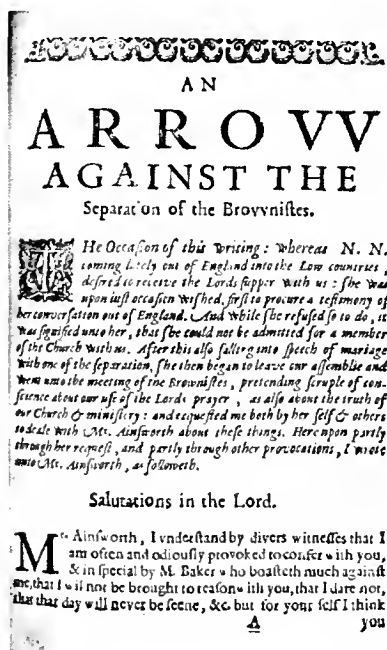 AN
ARROVV
AGAINST THE
Separation of the Brovvnistes.
THe Occasion of this Writing: Whereas N. N.
coming lately out of England into the Low countries,
desired to receive the Lords supper with us: she was
upon iust occasion wished, first to procure a testimony of
her conversation out of England. And while she refused so to do, it
was signified unto her, that she could not be admitted for a member
of the Church with us. After this also falling into speech of mariage
with one of the separation, she then began to leave our assemblie and
went unto the meeting of the Brownistes, pretending scruple of con-
science about our use of the Lords prayer, as also about the truth of
our Church & ministery: and requested me both by her self & others
to deale with Mr. Ainsworth about these things. Hereupon partly
through her request, and partly through other provocations, I wrote
unto Mr. Ainsworth, as followeth.
Salutations in the Lord.
Mr. Ainsworth, I vnderstand by divers witnesses that I
am often and odiously provoked to confer with you,
& in special by M. Baker who boasteth much against
me, that I wil not be brought to reason with you, that I dare not,
that that day will never be seene, &c. but for your self I think
A you